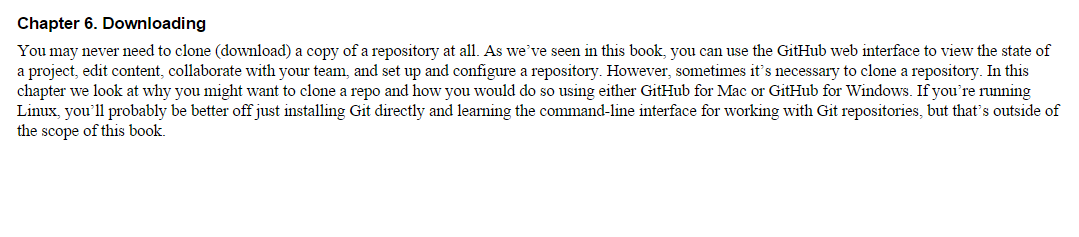 Chapter 6. Downloading
You may never need to clone (download) a copy of a repository at all. As we’ve seen in this book, you can use the GitHub web interface to view the state of
a project, edit content, collaborate with your team, and set up and configure a repository. However, sometimes it’s necessary to clone a repository. In this
chapter we look at why you might want to clone a repo and how you would do so using either GitHub for Mac or GitHub for Windows. If you’re running
Linux, you’ll probably be better off just installing Git directly and learning the command-line interface for working with Git repositories, but that’s outside of
the scope of this book.